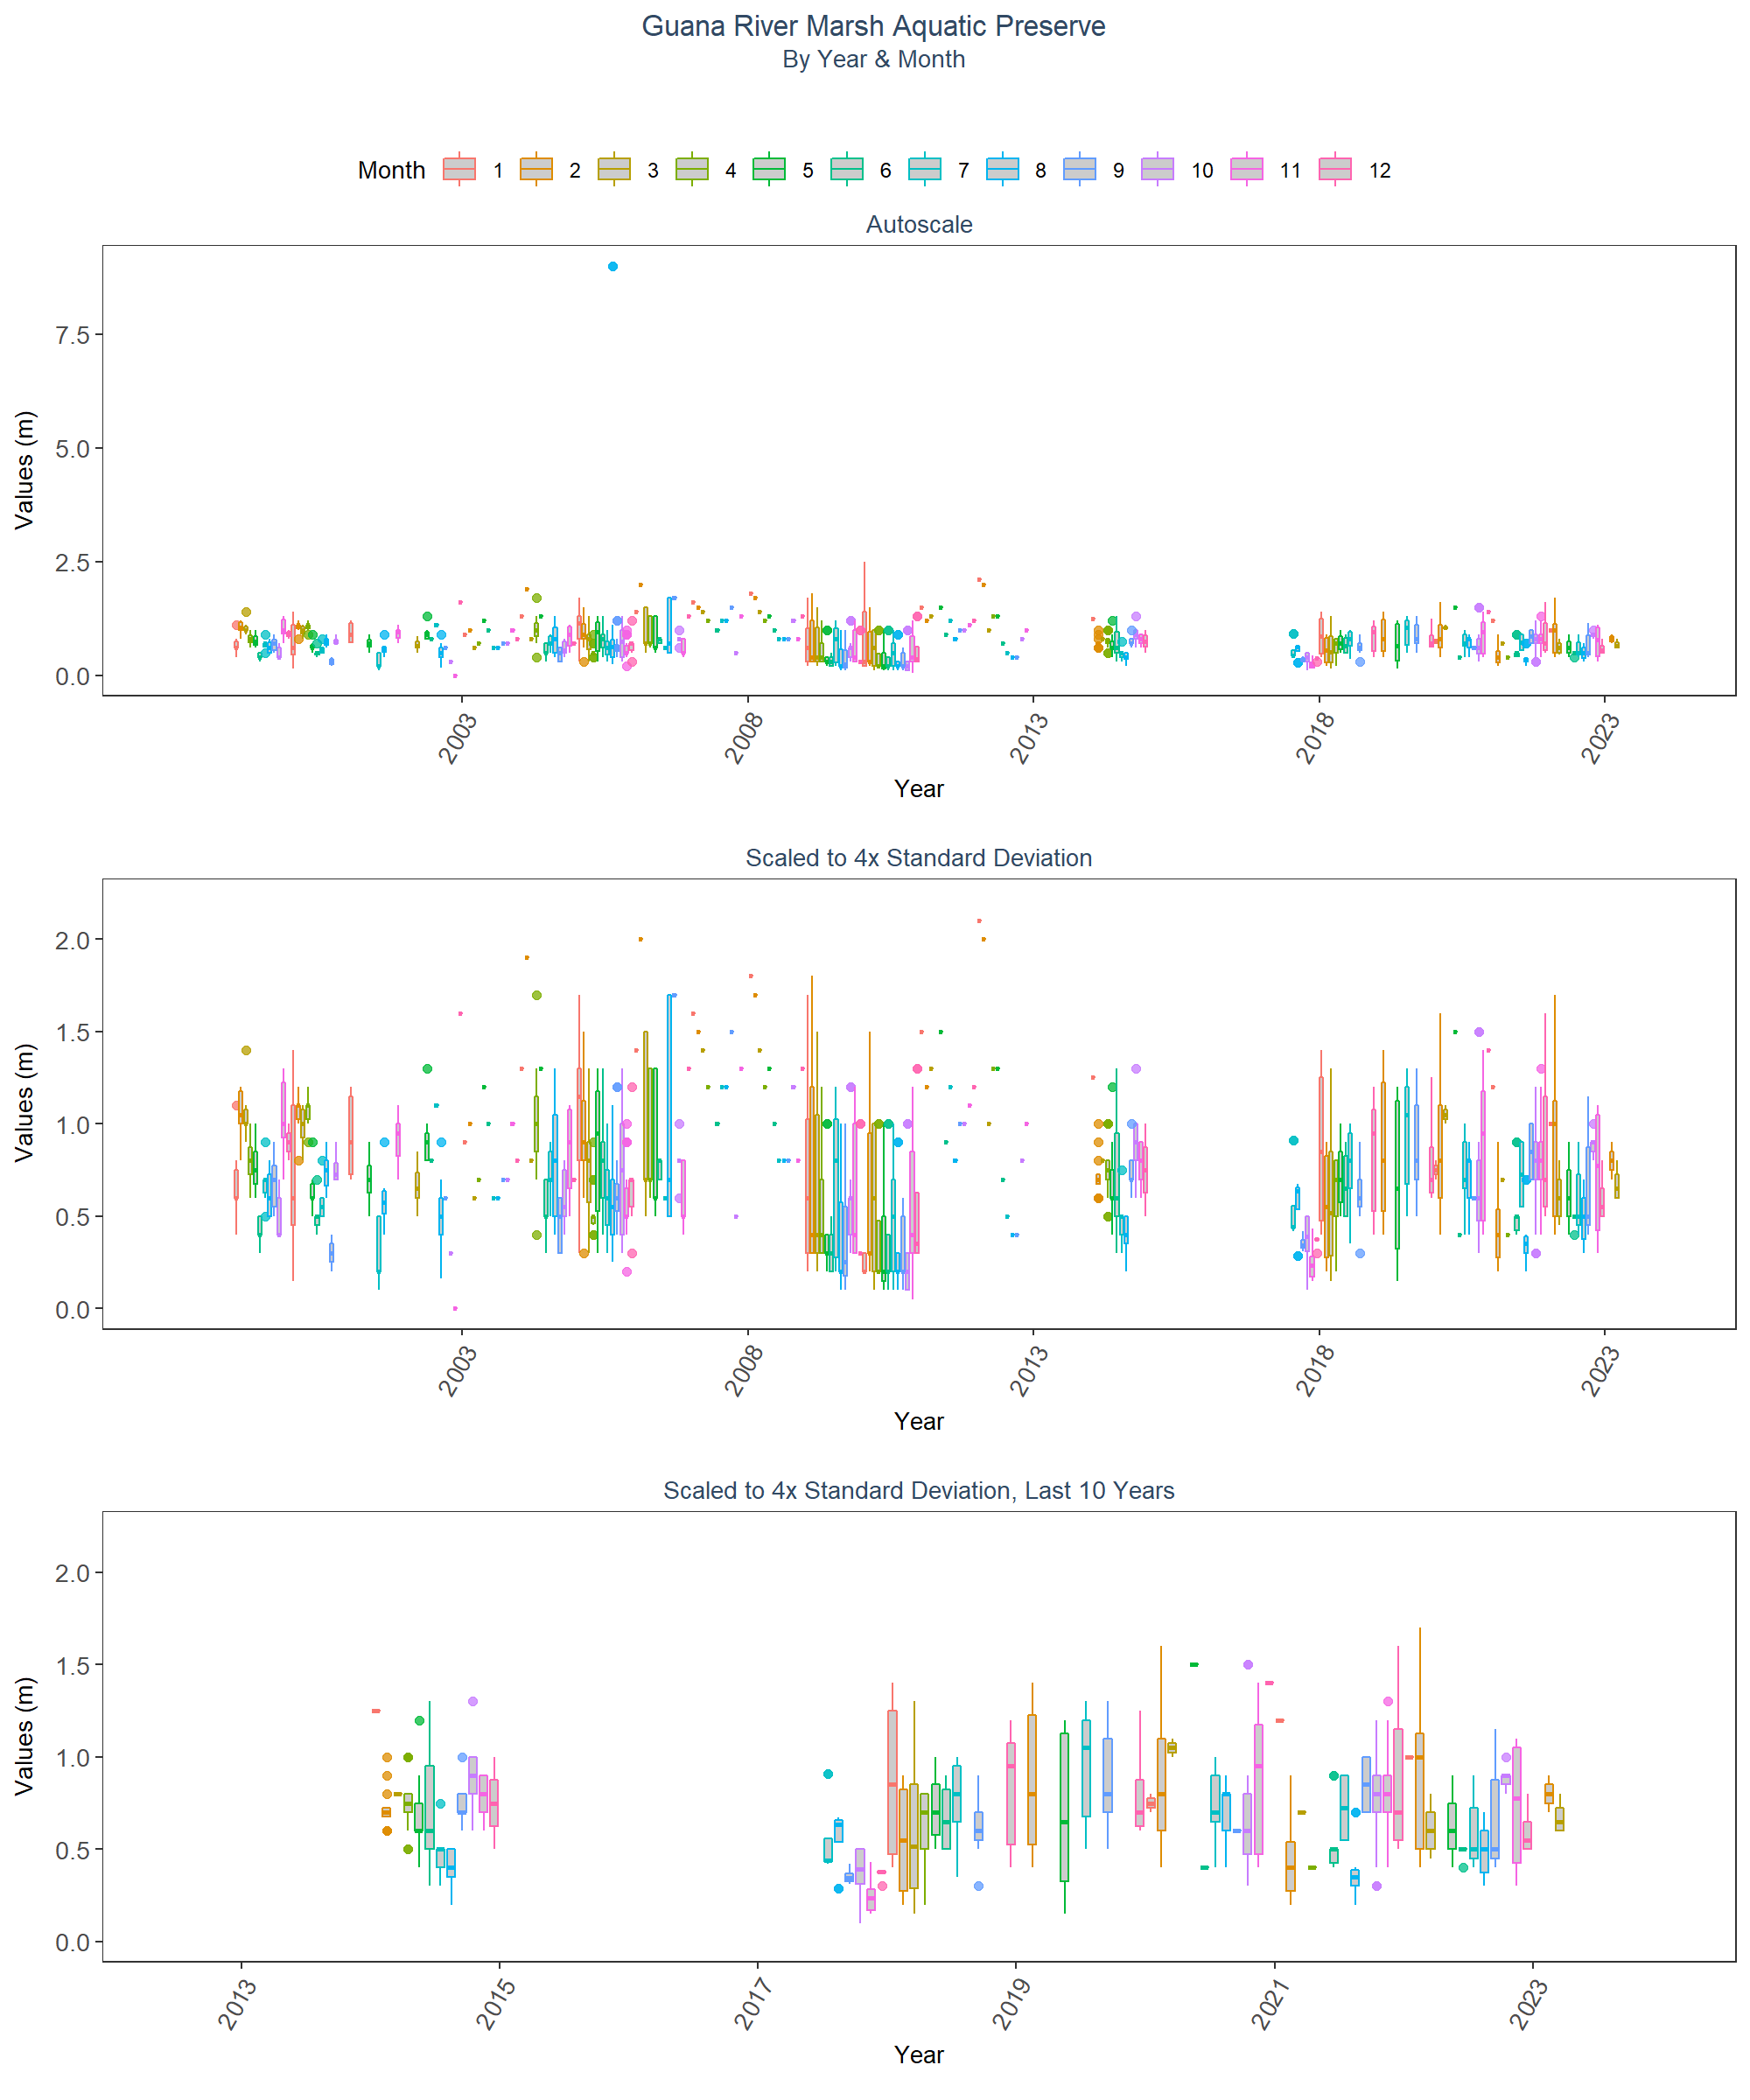 Guana River Marsh Aquatic Preserve
By Year & Month
Month 1 2 3 4 5 6 7 8 9 10 11 12
Autoscale
Values (m)
7.5
5.0
2.5
0.0
2003 2008 2013 2018 2023
Year
Scaled to 4x Standard Deviation
Values (m)
2.0
1.5
1.0
0.5
0.0
2003 2008 2013 2018 2023
Year
Scaled to 4x Standard Deviation, Last 10 Years
Values (m)
2.0
1.5
1.0
0.5
0.0
2013 2015 2017 2019 2021 2023
Year